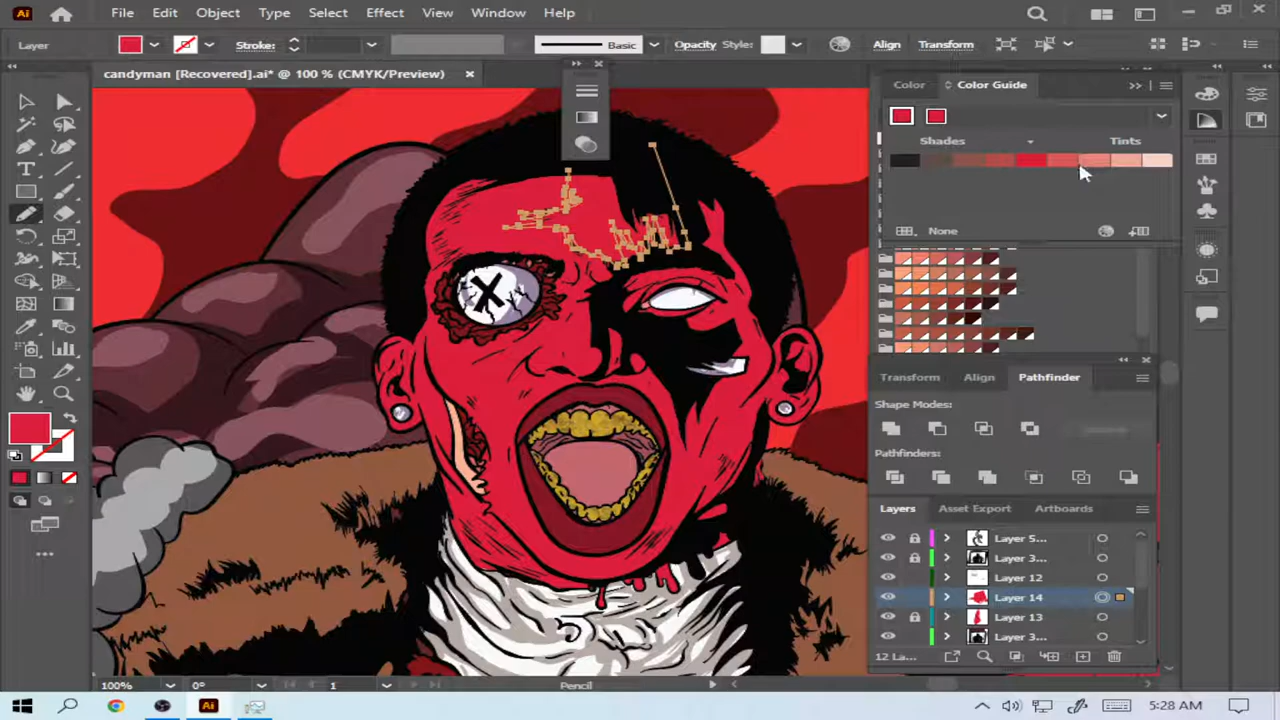 Ai File Edit Object Type Select Effect View Window Help
Layer Stroke: Basic Opacity Style: Align Transform
candyman [Recovered].ai* @ 100 % (CMYK/Preview)
Color Color Guide
Shades Tints
None
Transform Align Pathfinder
Shape Modes:
Pathfinders:
Layers Asset Export Artboards
Layer 5...
Layer 3...
Layer 12
Layer 14
Layer 13
Layer 3...
12 La...
100% 0° 1 Pencil
Ai 5:28 AM